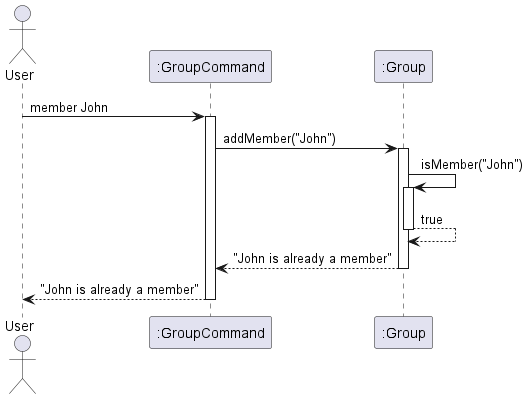 User
:GroupCommand
:Group
member John
addMember("John")
isMember("John")
true
"John is already a member"
"John is already a member"
User
:GroupCommand
:Group